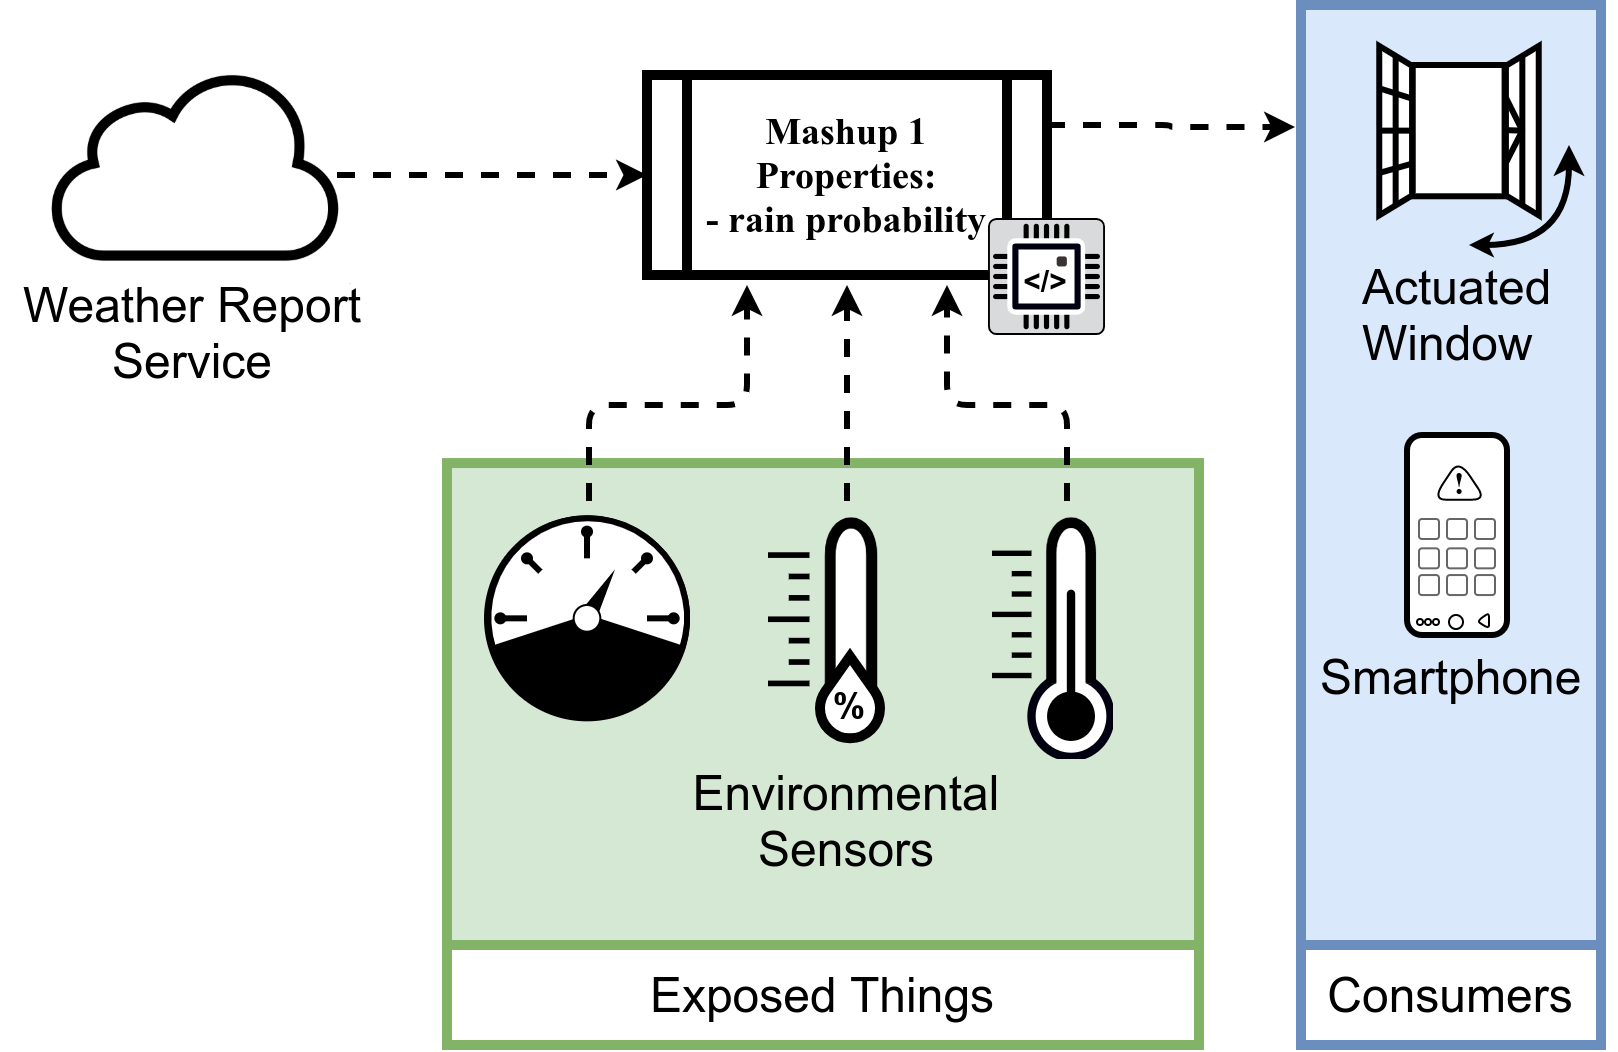 Weather Report
Service
Mashup 1
Properties:
- rain probability
</>
Actuated
Window
!
Smartphone
%
Environmental
Sensors
Exposed Things
Consumers